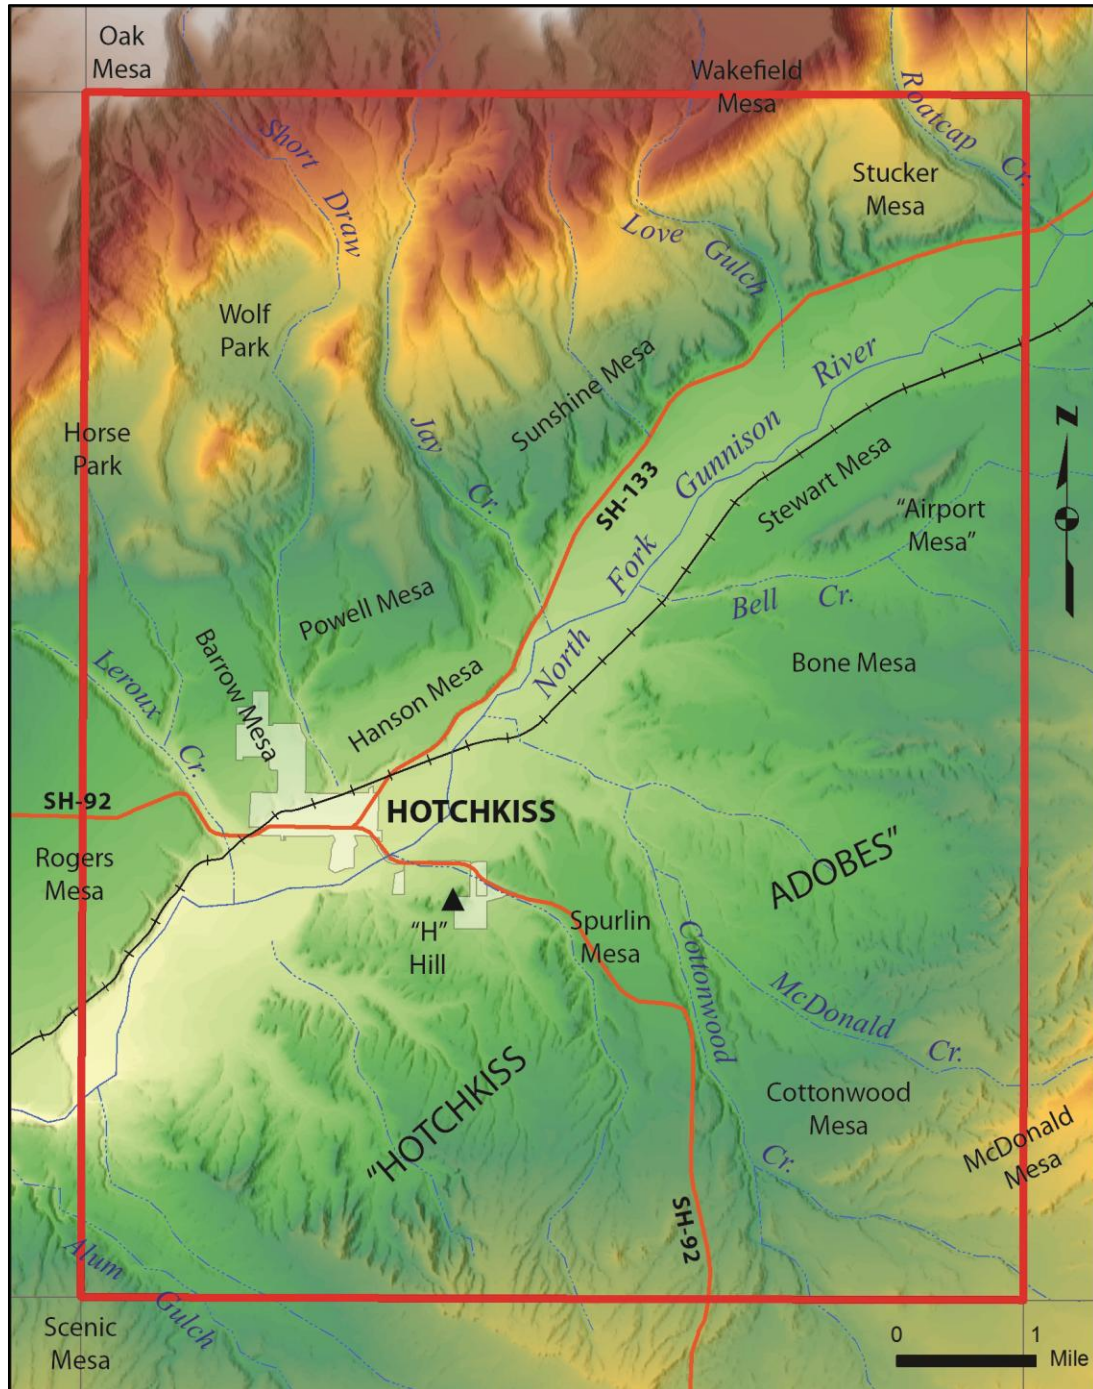 Oak
Mesa
Wakefield
Mesa
Roatcap Cr.
Short Draw
Stucker
Mesa
Love Gulch
Wolf
Park
Sunshine Mesa
River
Horse
Park
Jay Cr.
Gunnison
SH-133
Stewart Mesa
N
"Airport
Mesa"
Fork
Bell Cr.
Powell Mesa
North
Bone Mesa
Leroux Cr.
Barrow Mesa
Hanson Mesa
SH-92
HOTCHKISS
Rogers
Mesa
ADOBES"
"H"
Hill
Spurlin
Mesa
Cottonwood Cr.
McDonald Cr.
"HOTCHKISS
Cottonwood
Mesa
McDonald
Mesa
SH-92
Alum Gulch
Scenic
Mesa
0 1
Mile